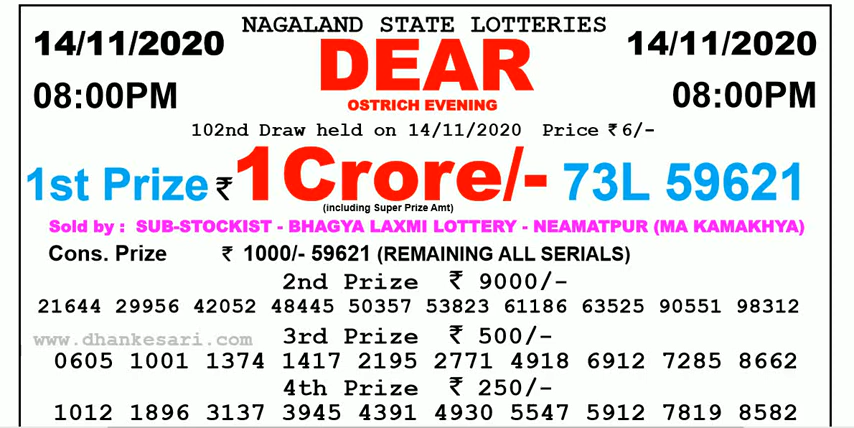 NAGALAND STATE LOTTERIES
14/11/2020 DEAR 14/11/2020
08:00PM OSTRICH EVENING 08:00PM
102nd Draw held on 14/11/2020 Price ₹6/-
1st Prize ₹ 1Crore/- 73L 59621
(including Super Prize Amt)
Sold by : SUB-STOCKIST - BHAGYA LAXMI LOTTERY - NEAMATPUR (MA KAMAKHYA)
Cons. Prize ₹ 1000/- 59621 (REMAINING ALL SERIALS)
2nd Prize ₹ 9000/-
21644 29956 42052 48445 50357 53823 61186 63525 90551 98312
www.dhankesari.com 3rd Prize ₹ 500/-
0605 1001 1374 1417 2195 2771 4918 6912 7285 8662
4th Prize ₹ 250/-
1012 1896 3137 3945 4391 4930 5547 5912 7819 8582